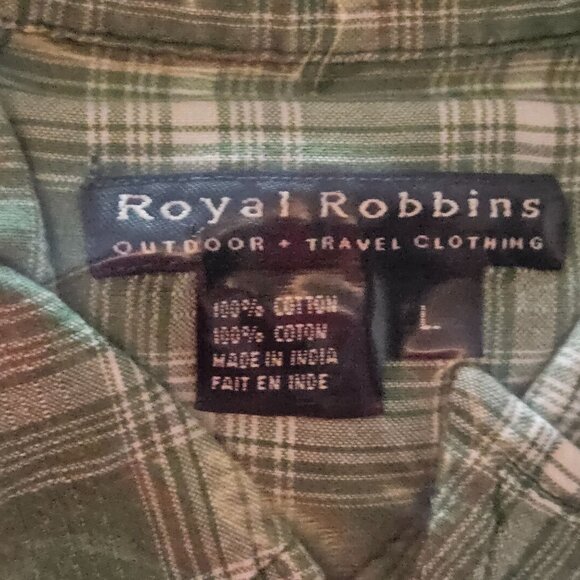 Royal Robbins
OUTDOOR + TRAVEL CLOTHING
100% COTTON
100% COTON
MADE IN INDIA
FAIT EN INDE
L